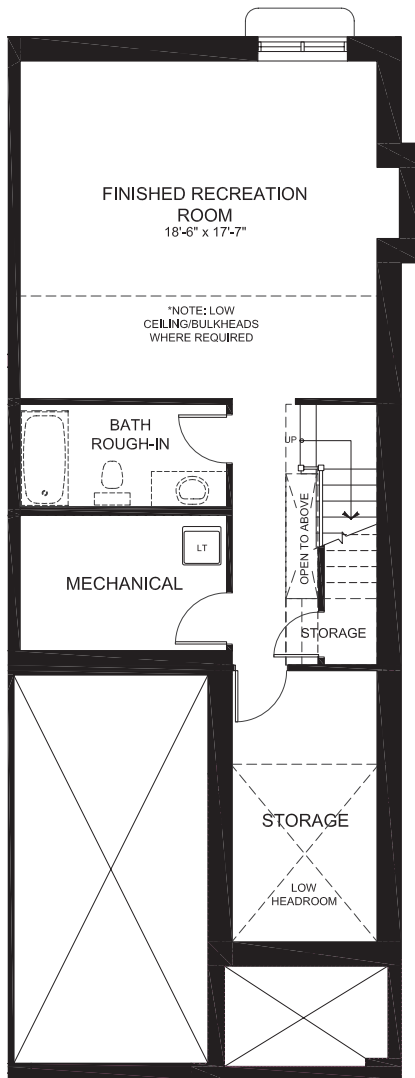 FINISHED RECREATION
ROOM
18'-6" x 17'-7"
*NOTE: LOW
CEILING/BULKHEADS
WHERE REQUIRED
BATH
ROUGH-IN
UP
OPEN TO ABOVE
LT
MECHANICAL
STORAGE
STORAGE
LOW
HEADROOM